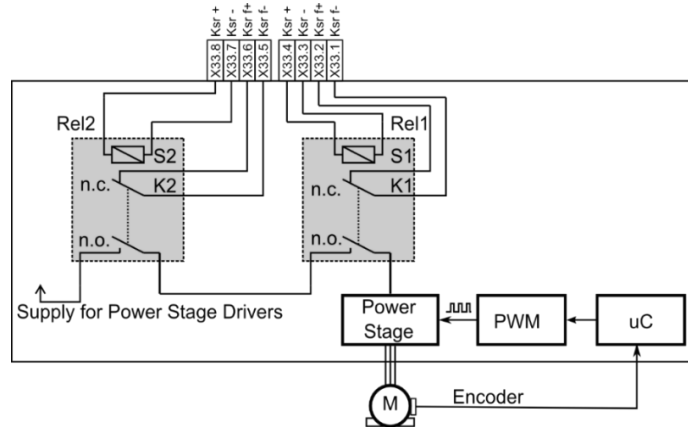 Ksr +
Ksr -
Ksr f+
Ksr f-
Ksr +
Ksr -
Ksr f+
Ksr f-
X33.8
X33.7
X33.6
X33.5
X33.4
X33.3
X33.2
X33.1
Rel2
Rel1
S2
S1
n.c.
K2
n.c.
K1
n.o.
n.o.
Supply for Power Stage Drivers
Power
Stage
PWM
uC
M
Encoder